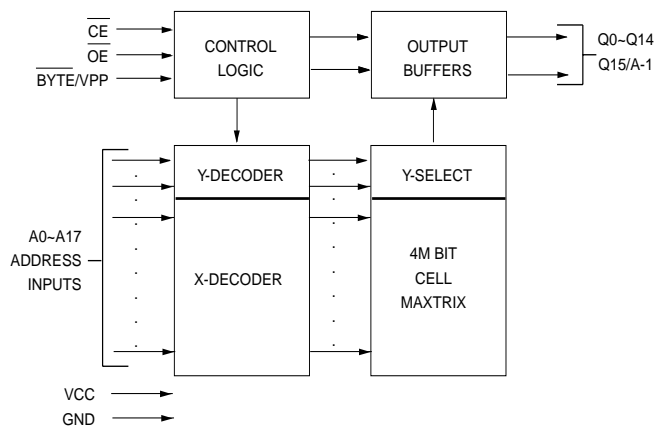 CE
OE
BYTE/VPP
CONTROL
LOGIC
OUTPUT
BUFFERS
Q0~Q14
Q15/A-1
A0~A17
ADDRESS
INPUTS
Y-DECODER
X-DECODER
Y-SELECT
4M BIT
CELL
MAXTRIX
VCC
GND